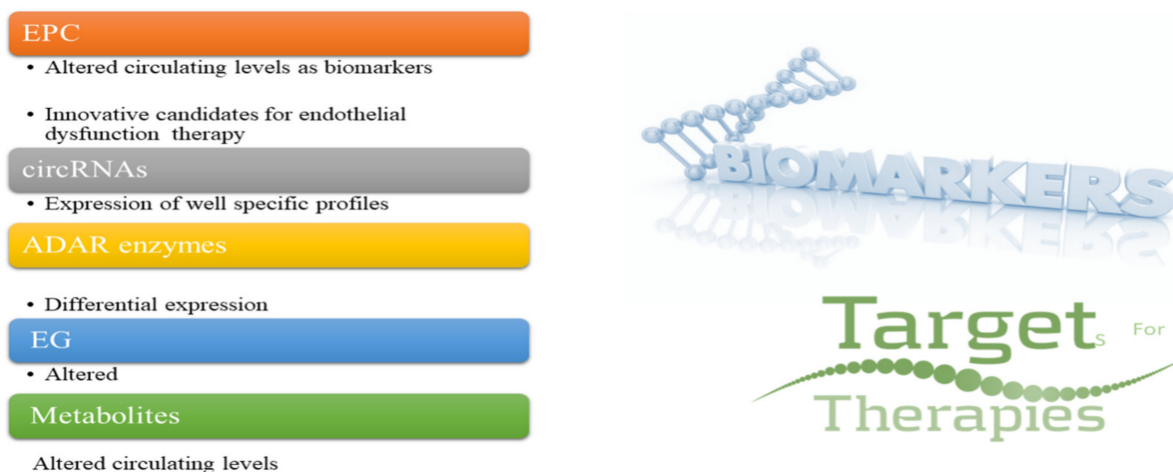 EPC
• Altered circulating levels as biomarkers
• Innovative candidates for endothelial
dysfunction therapy
circRNAs
• Expression of well specific profiles
ADAR enzymes
• Differential expression
EG
• Altered
Metabolites
Altered circulating levels
BIOMARKERS
Targets For
Therapies